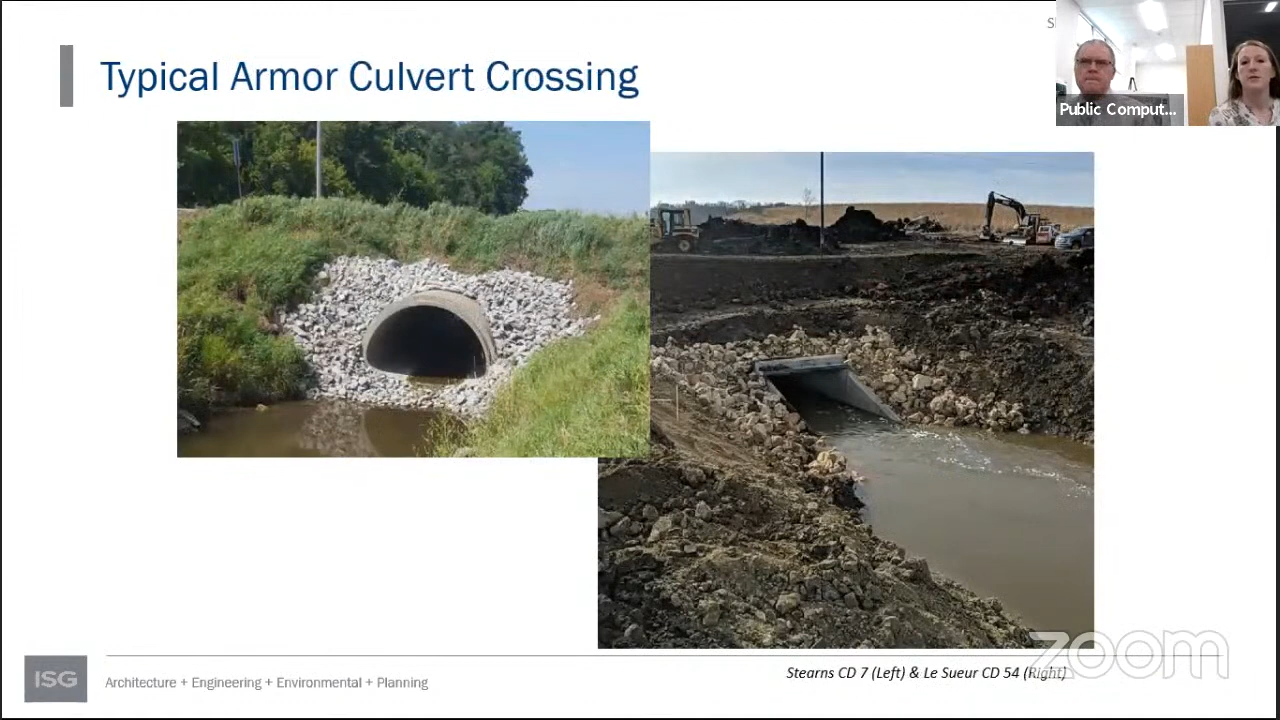 Typical Armor Culvert Crossing
Public Comput...
ISG
Architecture + Engineering + Environmental + Planning
Stearns CD 7 (Left) & Le Sueur CD 54 (Right)
zoom